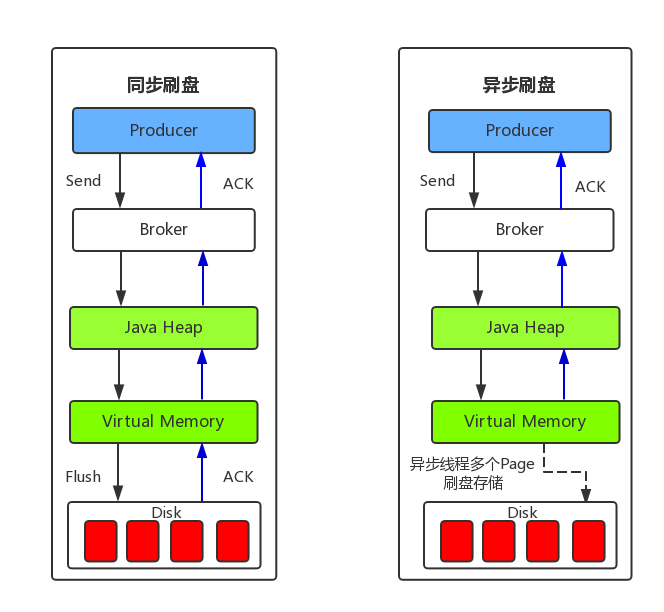 同步刷盘
Producer
Send
ACK
Broker
Java Heap
Virtual Memory
Flush
ACK
Disk
异步刷盘
Producer
Send
ACK
Broker
Java Heap
Virtual Memory
异步线程多个Page
刷盘存储
Disk